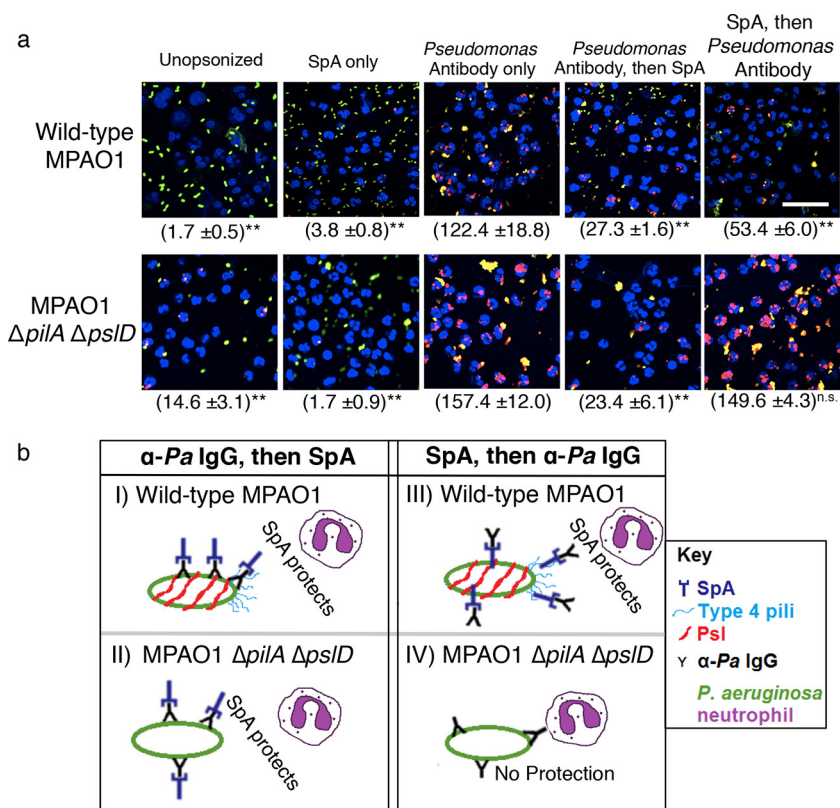 a
Unopsonized
SpA only
Pseudomonas
Antibody only
Pseudomonas
Antibody, then SpA
SpA, then
Pseudomonas
Antibody
Wild-type
MPAO1
(1.7 ±0.5)**
(3.8 ±0.8)**
(122.4 ±18.8)
(27.3 ±1.6)**
(53.4 ±6.0)**
MPAO1
ΔpilA ΔpslD
(14.6 ±3.1)**
(1.7 ±0.9)**
(157.4 ±12.0)
(23.4 ±6.1)**
(149.6 ±4.3)n.s.
b
α-Pa IgG, then SpA
SpA, then α-Pa IgG
I) Wild-type MPAO1
SpA protects
III) Wild-type MPAO1
SpA protects
II) MPAO1 ΔpilA ΔpslD
SpA protects
IV) MPAO1 ΔpilA ΔpslD
No Protection
Key
SpA
Type 4 pili
Psl
α-Pa IgG
P. aeruginosa
neutrophil